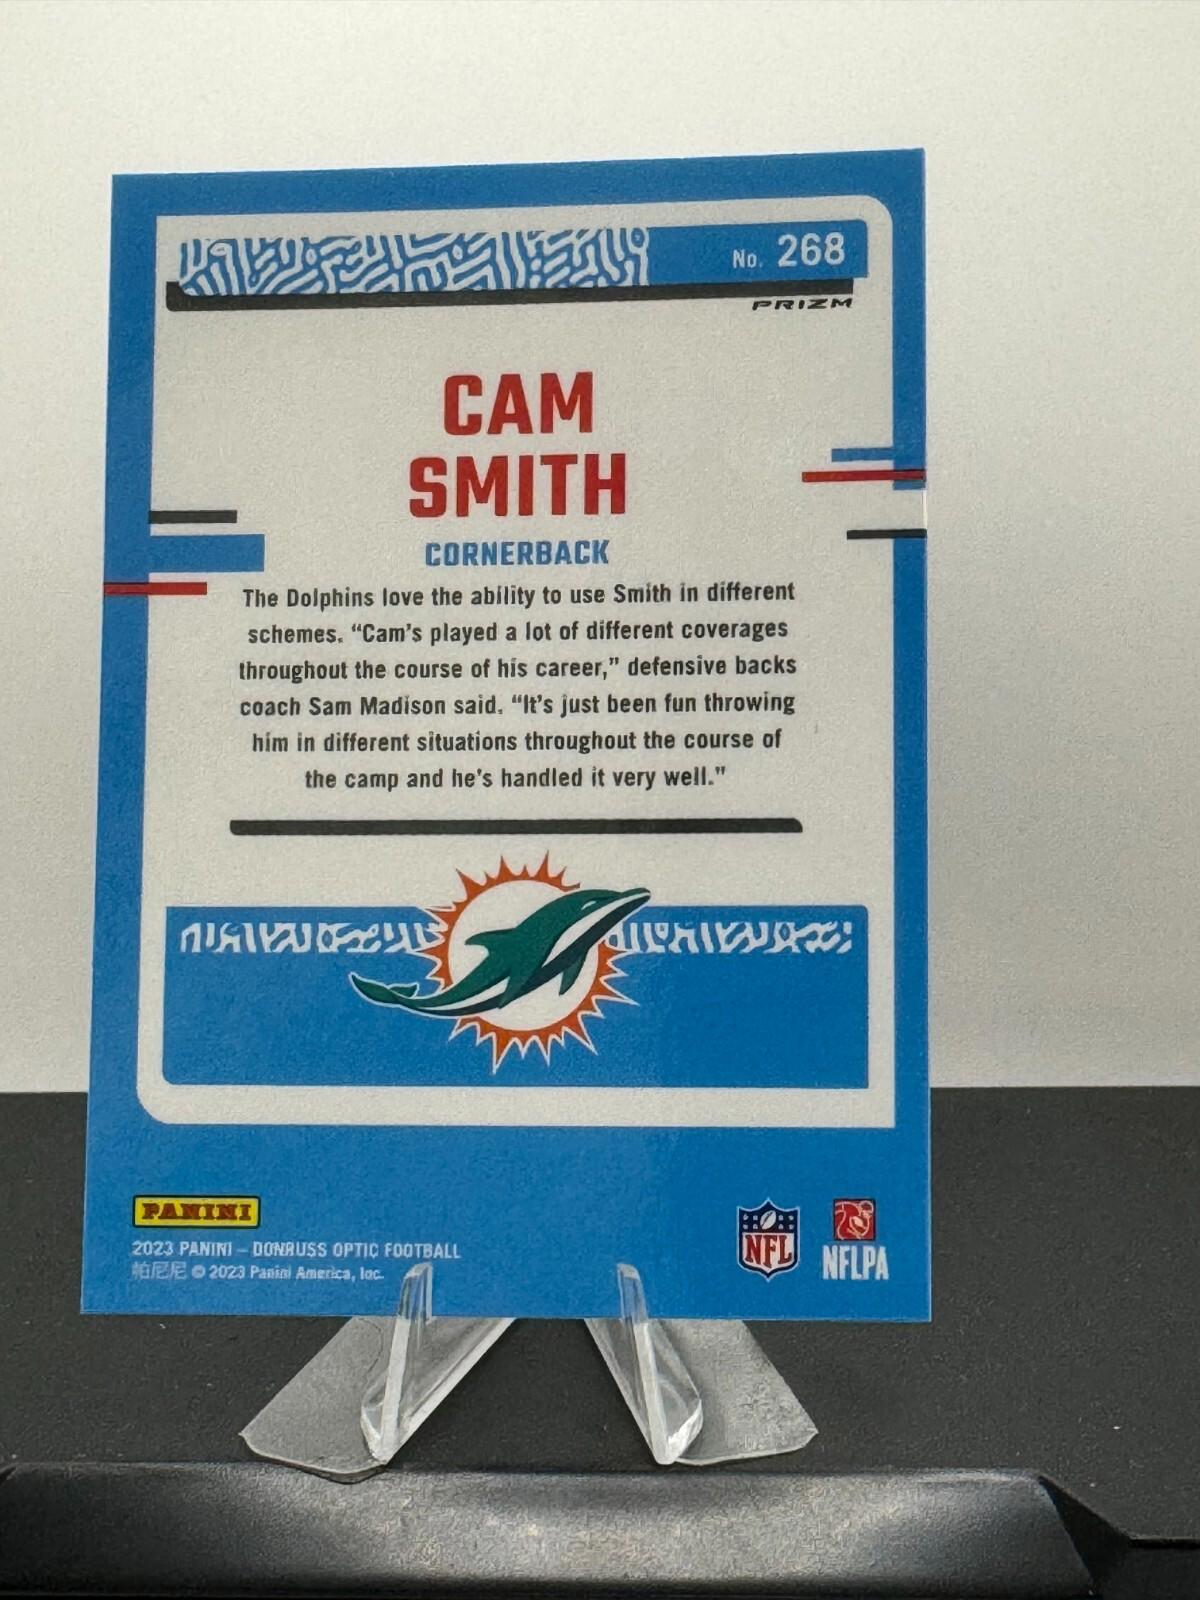 No. 268
PRIZM
CAM
SMITH
CORNERBACK
The Dolphins love the ability to use Smith in different
schemes. “Cam’s played a lot of different coverages
throughout the course of his career,” defensive backs
coach Sam Madison said. “It’s just been fun throwing
him in different situations throughout the course of
the camp and he’s handled it very well.”
PANINI
2023 PANINI – DONRUSS OPTIC FOOTBALL
帕尼尼 © 2023 Panini America, Inc.
NFL
NFLPA